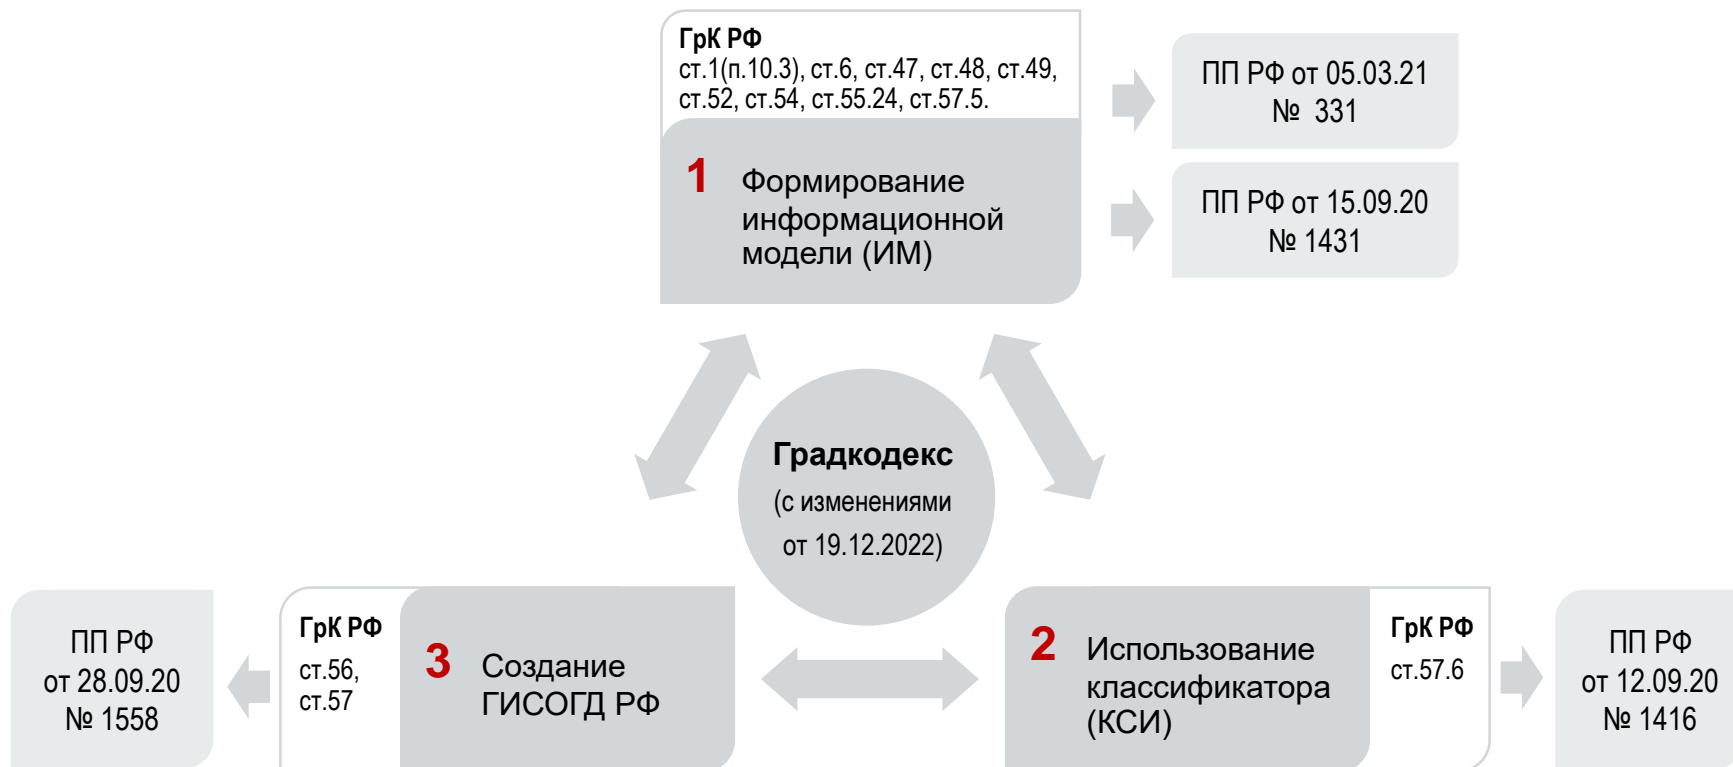 ГрК РФ
ст.1(п.10.3), ст.6, ст.47, ст.48, ст.49,
ст.52, ст.54, ст.55.24, ст.57.5.
1 Формирование
информационной
модели (ИМ)
ПП РФ от 05.03.21
№ 331
ПП РФ от 15.09.20
№ 1431
Градкодекс
(с изменениями
от 19.12.2022)
ПП РФ
от 28.09.20
№ 1558
ГрК РФ
ст.56,
ст.57
3 Создание
ГИСОГД РФ
2 Использование
классификатора
(КСИ)
ГрК РФ
ст.57.6
ПП РФ
от 12.09.20
№ 1416